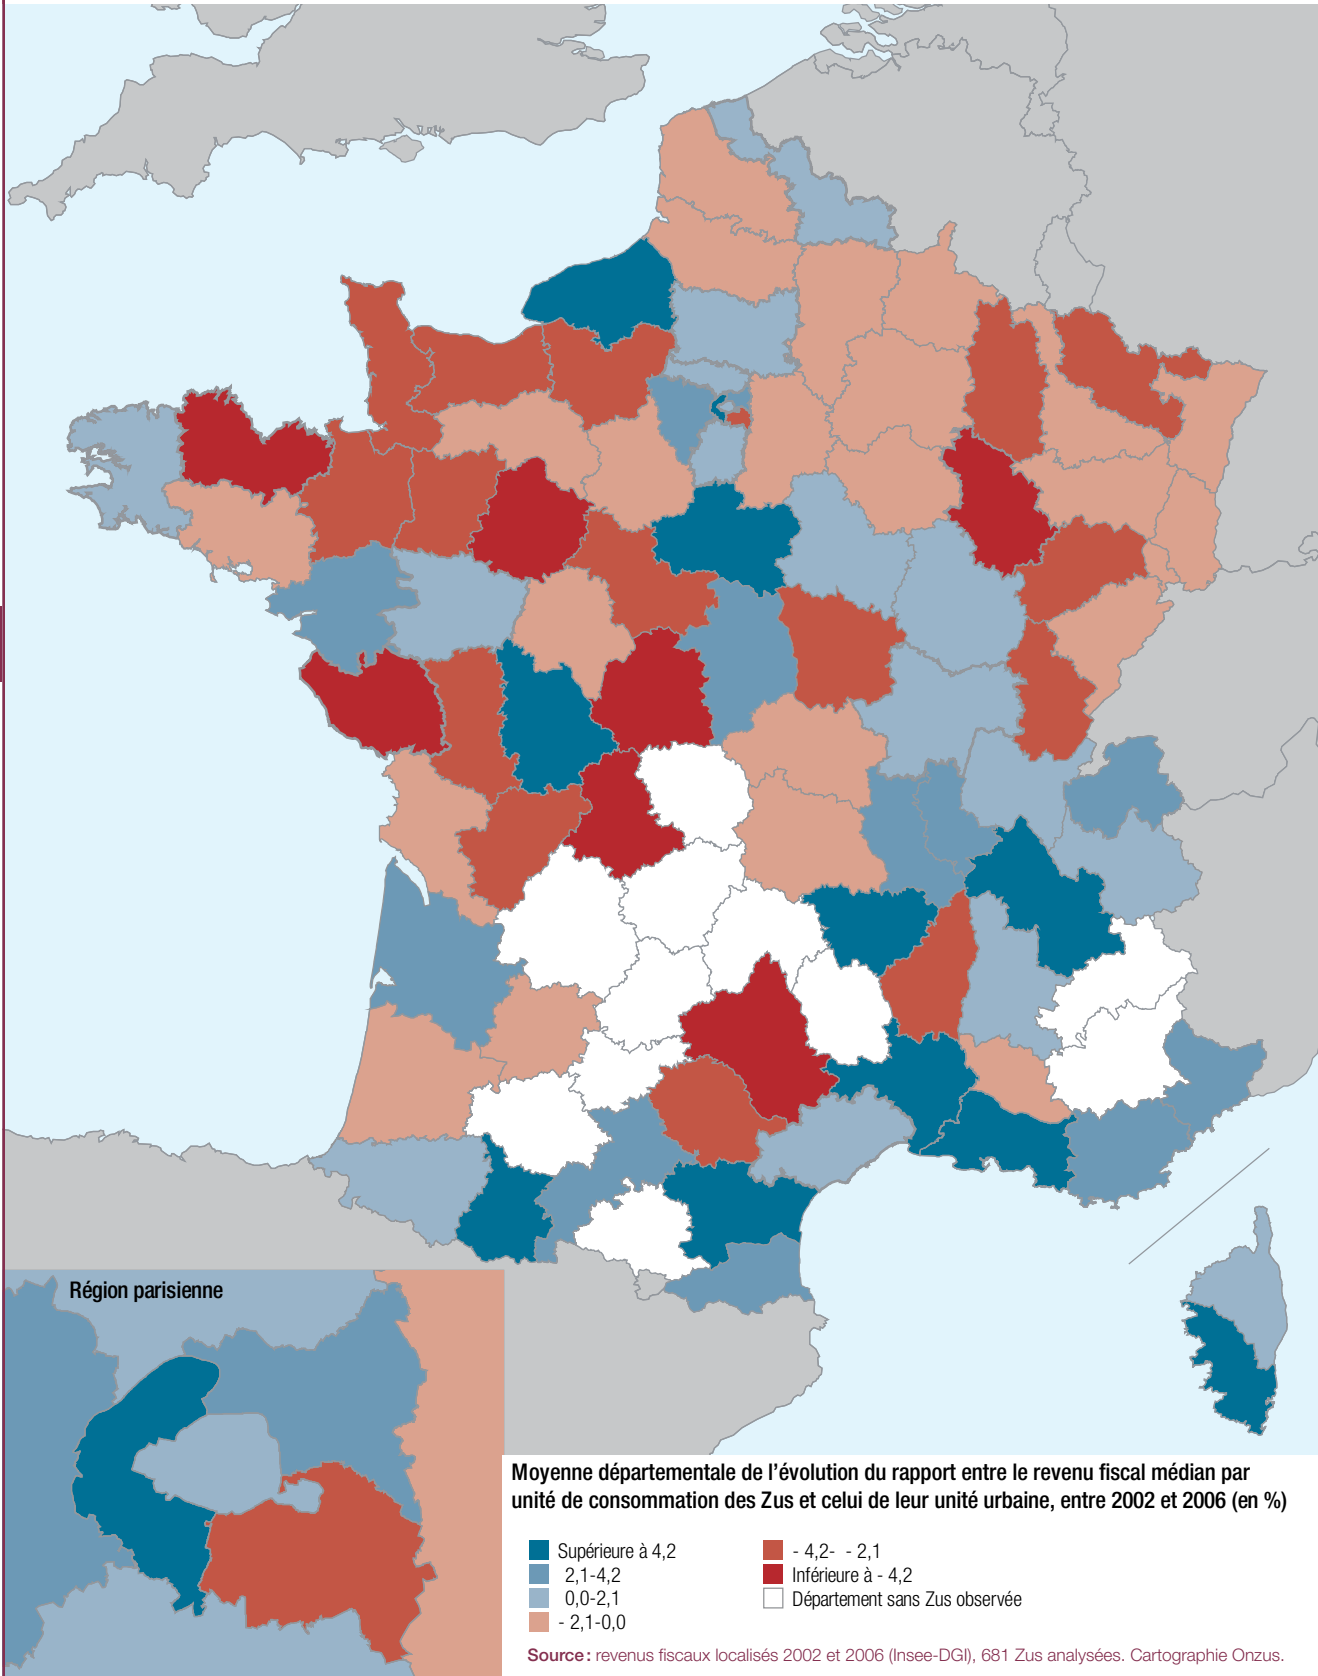 Région parisienne
Moyenne départementale de l'évolution du rapport entre le revenu fiscal médian par
unité de consommation des Zus et celui de leur unité urbaine, entre 2002 et 2006 (en %)
Supérieure à 4,2
2,1-4,2
0,0-2,1
- 2,1-0,0
- 4,2- - 2,1
Inférieure à - 4,2
Département sans Zus observée
Source : revenus fiscaux localisés 2002 et 2006 (Insee-DGI), 681 Zus analysées. Cartographie Onzus.